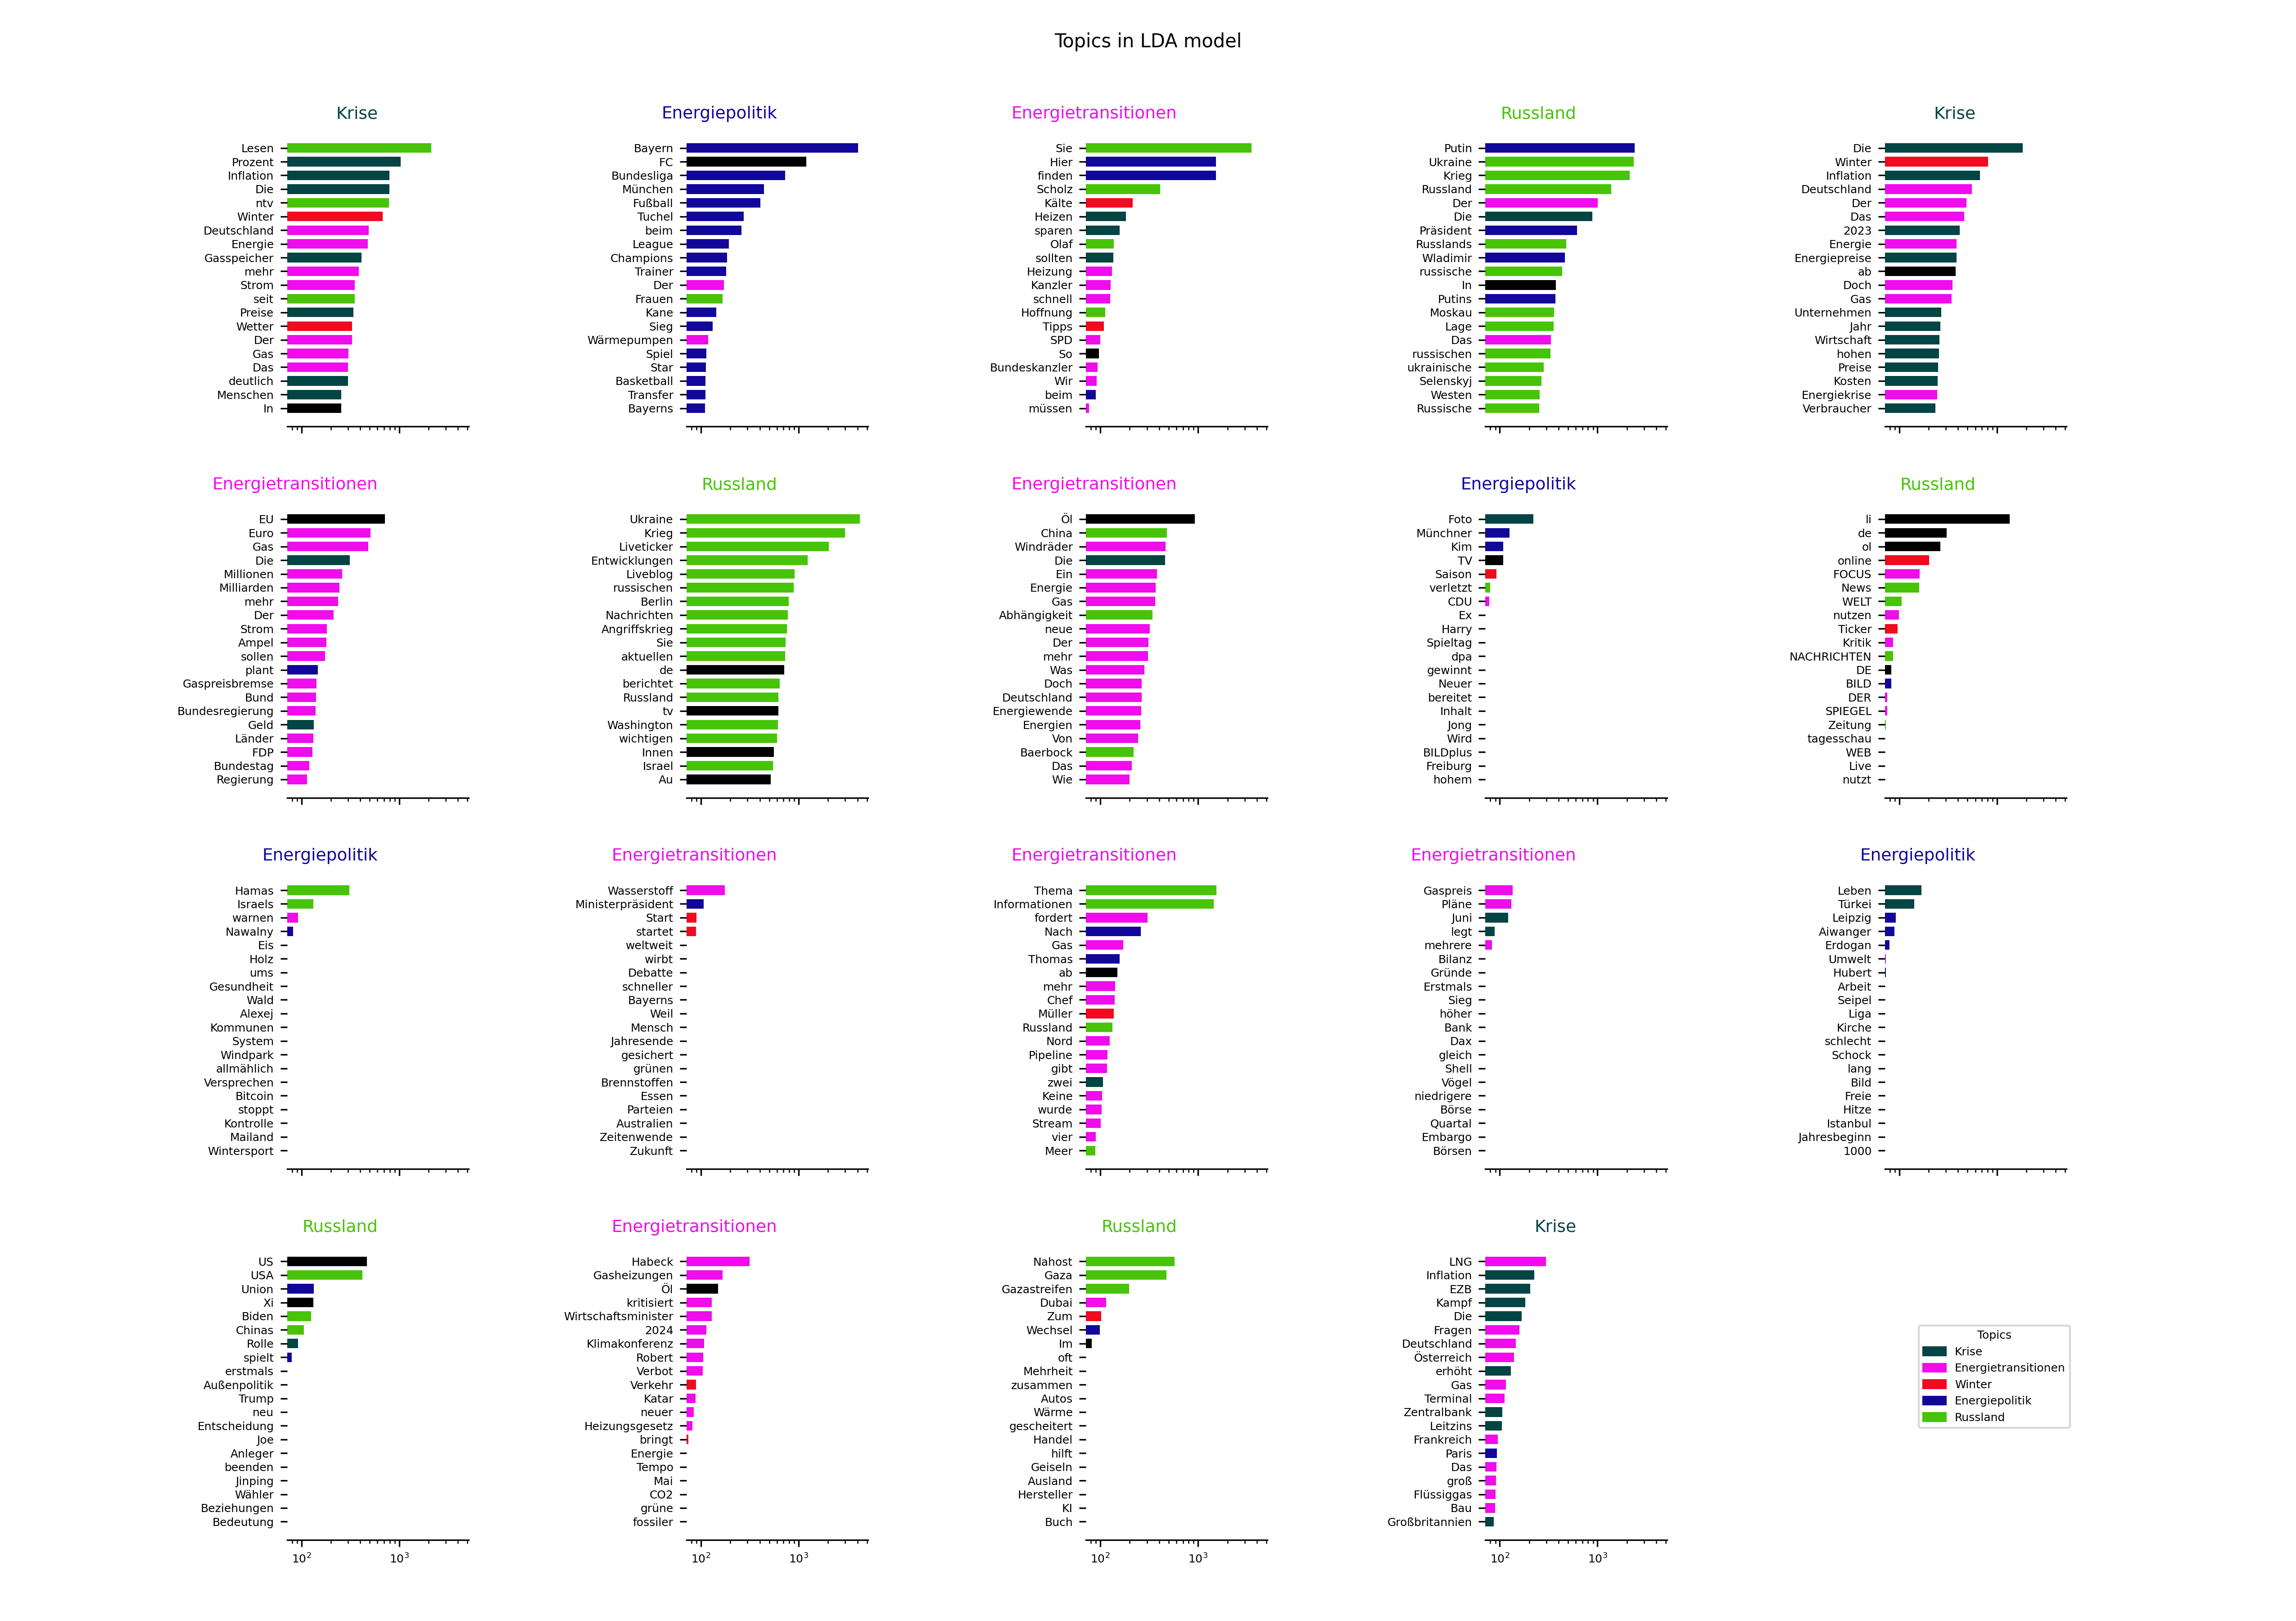 Topics in LDA model
Krise
Lesen
Prozent
Inflation
Die
ntv
Winter
Deutschland
Energie
Gasspeicher
mehr
Strom
seit
Preise
Wetter
Der
Gas
Das
deutlich
Menschen
In
Energiepolitik
Bayern
FC
Bundesliga
München
Fußball
Tuchel
beim
League
Champions
Trainer
Der
Frauen
Kane
Sieg
Wärmepumpen
Spiel
Star
Basketball
Transfer
Bayerns
Energietransitionen
Sie
Hier
finden
Scholz
Kälte
Heizen
sparen
Olaf
sollten
Heizung
Kanzler
schnell
Hoffnung
Tipps
SPD
So
Bundeskanzler
Wir
beim
müssen
Russland
Putin
Ukraine
Krieg
Russland
Der
Die
Präsident
Russlands
Wladimir
russische
In
Putins
Moskau
Lage
Das
russischen
ukrainische
Selenskyj
Westen
Russische
Krise
Die
Winter
Inflation
Deutschland
Der
Das
2023
Energie
Energiepreise
ab
Doch
Gas
Unternehmen
Jahr
Wirtschaft
hohen
Preise
Kosten
Energiekrise
Verbraucher
Energietransitionen
EU
Euro
Gas
Die
Millionen
Milliarden
mehr
Der
Strom
Ampel
sollen
plant
Gaspreisbremse
Bund
Bundesregierung
Geld
Länder
FDP
Bundestag
Regierung
Russland
Ukraine
Krieg
Liveticker
Entwicklungen
Liveblog
russischen
Berlin
Nachrichten
Angriffskrieg
Sie
aktuellen
de
berichtet
Russland
tv
Washington
wichtigen
Innen
Israel
Au
Energietransitionen
Öl
China
Windräder
Die
Ein
Energie
Gas
Abhängigkeit
neue
Der
mehr
Was
Doch
Deutschland
Energiewende
Energien
Von
Baerbock
Das
Wie
Energiepolitik
Foto
Münchner
Kim
TV
Saison
verletzt
CDU
Ex
Harry
Spieltag
dpa
gewinnt
Neuer
bereitet
Inhalt
Jong
Wird
BILDplus
Freiburg
hohem
Russland
li
de
ol
online
FOCUS
News
WELT
nutzen
Ticker
Kritik
NACHRICHTEN
DE
BILD
DER
SPIEGEL
Zeitung
tagesschau
WEB
Live
nutzt
Energiepolitik
Hamas
Israels
warnen
Nawalny
Eis
Holz
ums
Gesundheit
Wald
Alexej
Kommunen
System
Windpark
allmählich
Versprechen
Bitcoin
stoppt
Kontrolle
Mailand
Wintersport
Energietransitionen
Wasserstoff
Ministerpräsident
Start
startet
weltweit
wirbt
Debatte
schneller
Bayerns
Weil
Mensch
Jahresende
gesichert
grünen
Brennstoffen
Essen
Parteien
Australien
Zeitenwende
Zukunft
Energietransitionen
Thema
Informationen
fordert
Nach
Gas
Thomas
ab
mehr
Chef
Müller
Russland
Nord
Pipeline
gibt
zwei
Keine
wurde
Stream
vier
Meer
Energietransitionen
Gaspreis
Pläne
Juni
legt
mehrere
Bilanz
Gründe
Erstmals
Sieg
höher
Bank
Dax
gleich
Shell
Vögel
niedrigere
Börse
Quartal
Embargo
Börsen
Energiepolitik
Leben
Türkei
Leipzig
Aiwanger
Erdogan
Umwelt
Hubert
Arbeit
Seipel
Liga
Kirche
schlecht
Schock
lang
Bild
Freie
Hitze
Istanbul
Jahresbeginn
1000
Russland
US
USA
Union
Xi
Biden
Chinas
Rolle
spielt
erstmals
Außenpolitik
Trump
neu
Entscheidung
Joe
Anleger
beenden
Jinping
Wähler
Beziehungen
Bedeutung
10² 10³
Energietransitionen
Habeck
Gasheizungen
Öl
kritisiert
Wirtschaftsminister
2024
Klimakonferenz
Robert
Verbot
Verkehr
Katar
neuer
Heizungsgesetz
bringt
Energie
Tempo
Mai
CO2
grüne
fossiler
10² 10³
Russland
Nahost
Gaza
Gazastreifen
Dubai
Zum
Wechsel
Im
oft
Mehrheit
zusammen
Autos
Wärme
gescheitert
Handel
hilft
Geiseln
Ausland
Hersteller
KI
Buch
10² 10³
Krise
LNG
Inflation
EZB
Kampf
Die
Fragen
Deutschland
Österreich
erhöht
Gas
Terminal
Zentralbank
Leitzins
Frankreich
Paris
Das
groß
Flüssiggas
Bau
Großbritannien
10² 10³
Topics
Krise
Energietransitionen
Winter
Energiepolitik
Russland